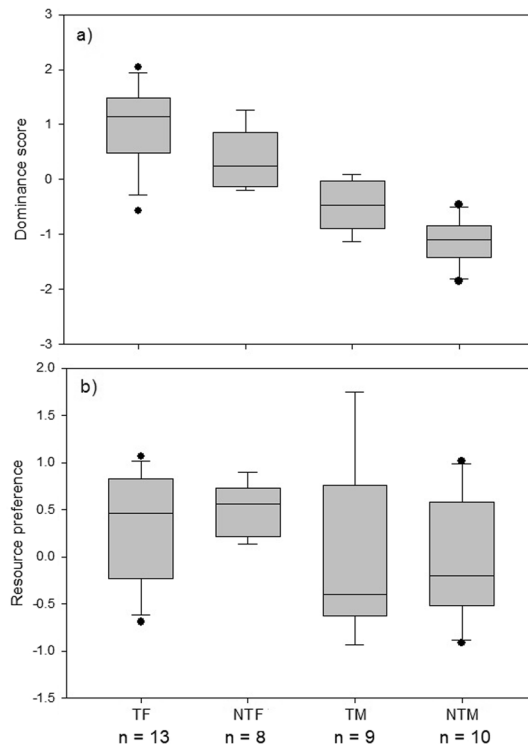 3
a)
2
1
0
-1
-2
-3
Dominance score
2.0
b)
1.5
1.0
0.5
0.0
-0.5
-1.0
-1.5
Resource preference
TF NTF TM NTM
n = 13 n = 8 n = 9 n = 10